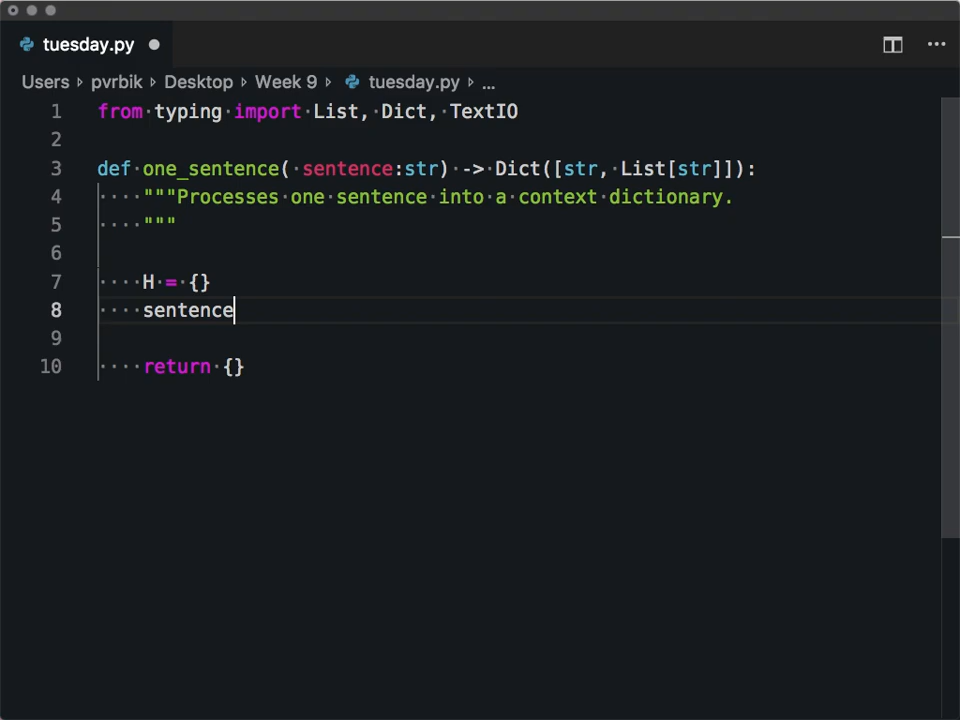 tuesday.py
Users Desktop pvrbik Week 9 tuesday.py ...
1 from typing import List, Dict, TextIO
2
3 def one_sentence( sentence:str) -> Dict([str, List[str]]):
4 """Processes one sentence into a context dictionary.
5 """
6
7 H = {}
8 sentence
9
10 return {}